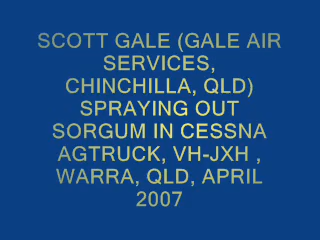 SCOTT GALE (GALE AIR
SERVICES,
CHINCHILLA, QLD)
SPRAYING OUT
SORGUM IN CESSNA
AGTRUCK, VH-JXH ,
WARRA, QLD, APRIL
2007